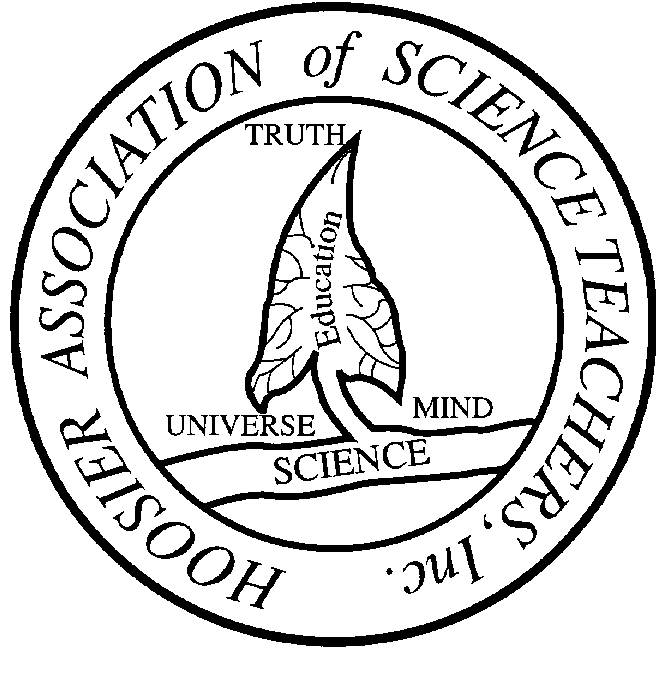 HOOSIER ASSOCIATION of SCIENCE TEACHERS, Inc.
TRUTH
Education
UNIVERSE
MIND
SCIENCE